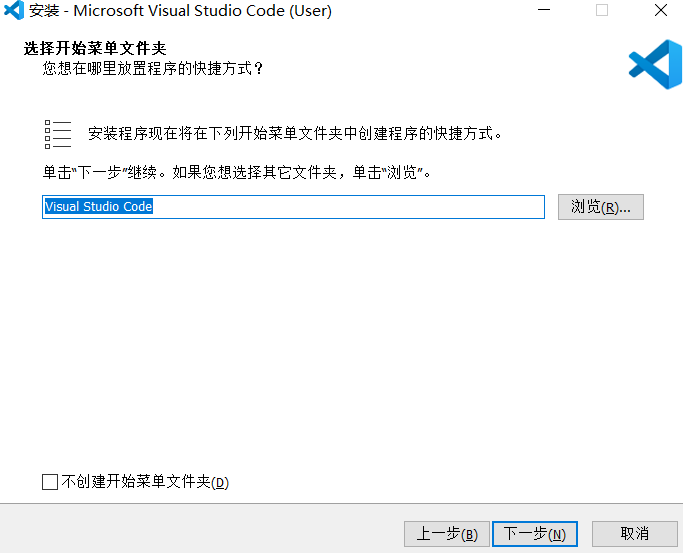 安装 - Microsoft Visual Studio Code (User)
选择开始菜单文件夹
您想在哪里放置程序的快捷方式？
安装程序现在将在下列开始菜单文件夹中创建程序的快捷方式。
单击“下一步”继续。如果您想选择其它文件夹，单击“浏览”。
Visual Studio Code
浏览(R)...
不创建开始菜单文件夹(D)
上一步(B)
下一步(N)
取消